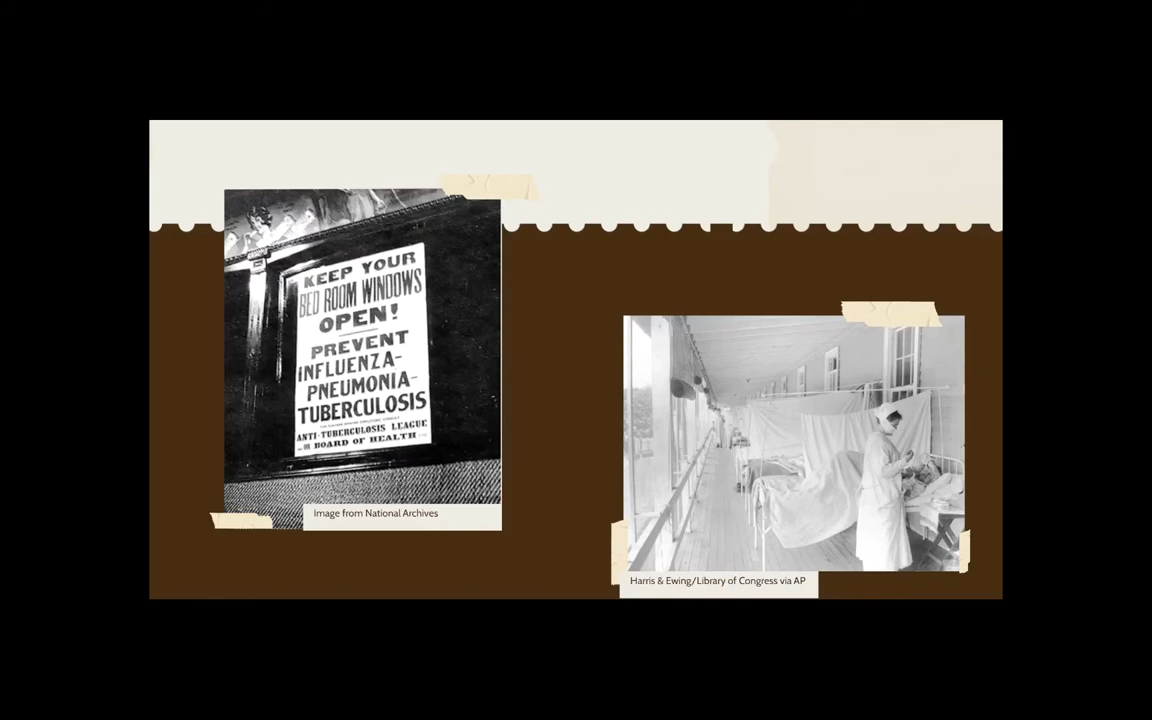 KEEP YOUR
BED ROOM WINDOWS
OPEN!
PREVENT
INFLUENZA-
PNEUMONIA-
TUBERCULOSIS
ANTI-TUBERCULOSIS LEAGUE
BOARD OF HEALTH
Image from National Archives
Harris & Ewing/Library of Congress via AP